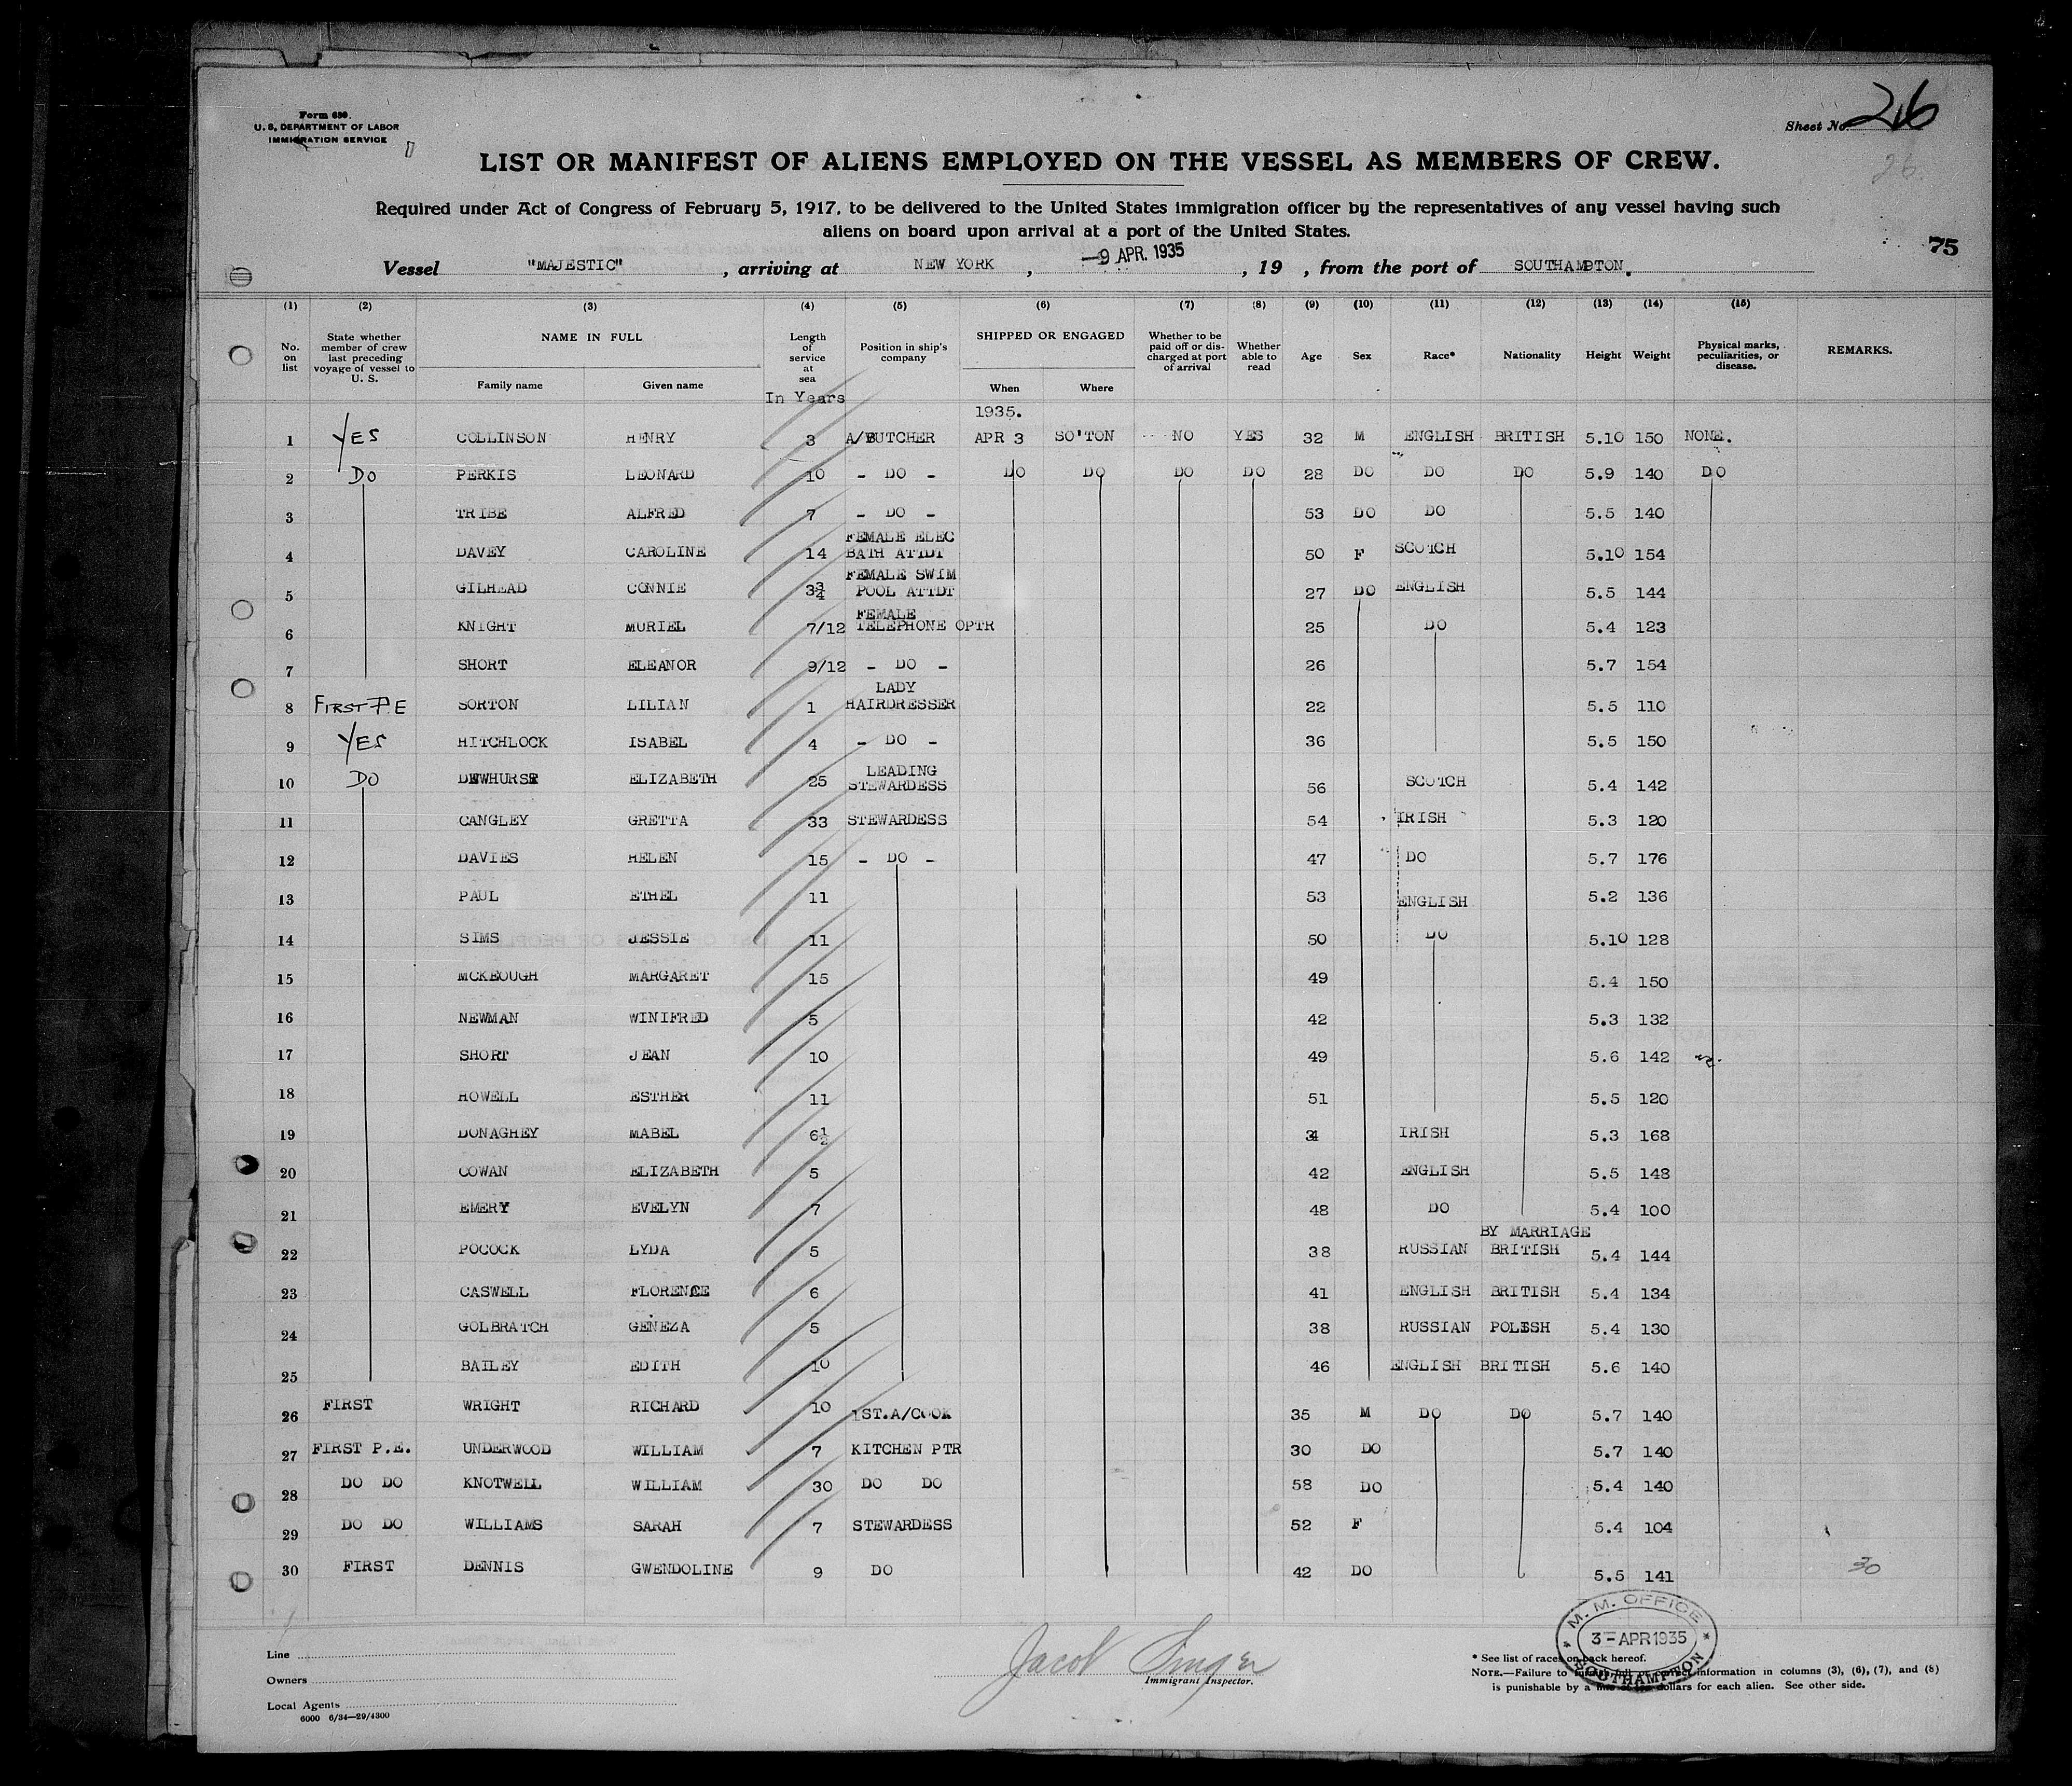 Form 680.
U. S. DEPARTMENT OF LABOR
IMMIGRATION SERVICE
Sheet No. 26
26
LIST OR MANIFEST OF ALIENS EMPLOYED ON THE VESSEL AS MEMBERS OF CREW.
Required under Act of Congress of February 5, 1917, to be delivered to the United States immigration officer by the representatives of any vessel having such
aliens on board upon arrival at a port of the United States.
75
Vessel "MAJESTIC" , arriving at NEW YORK , -9 APR. 1935 , 19 , from the port of SOUTHAMPTON.
(1) (2) (3) (4) (5) (6) (7) (8) (9) (10) (11) (12) (13) (14) (15)
No. on list State whether member of crew last preceding voyage of vessel to U. S. NAME IN FULL Family name Given name Length of service at sea In Years Position in ship's company SHIPPED OR ENGAGED When Where Whether to be paid off or discharged at port of arrival Whether able to read Age Sex Race* Nationality Height Weight Physical marks, peculiarities, or disease. REMARKS.
1935.
1 YES COLLINSON HENRY 3 A/BUTCHER APR 3 SO'TON NO YES 32 M ENGLISH BRITISH 5.10 150 NONE.
2 DO PERKIS LEONARD 10 - DO - DO DO DO DO 28 DO DO DO 5.9 140 DO
3 TRIBE ALFRED 7 - DO - 53 DO DO 5.5 140
4 DAVEY CAROLINE 14 FEMALE ELEC BATH ATTDT 50 F SCOTCH 5.10 154
5 GILHEAD CONNIE 3¾ FEMALE SWIM POOL ATTDT 27 DO ENGLISH 5.5 144
6 KNIGHT MURIEL 7/12 FEMALE TELEPHONE OPTR 25 DO 5.4 123
7 SHORT ELEANOR 9/12 - DO - 26 5.7 154
8 FIRST P.E SORTON LILIAN 1 LADY HAIRDRESSER 22 5.5 110
9 YES HITCHLOCK ISABEL 4 - DO - 36 5.5 150
10 DO DEWHURST ELIZABETH 25 LEADING STEWARDESS 56 SCOTCH 5.4 142
11 CANGLEY GRETTA 33 STEWARDESS 54 IRISH 5.3 120
12 DAVIES HELEN 15 - DO - 47 DO 5.7 176
13 PAUL ETHEL 11 53 ENGLISH 5.2 136
14 SIMS JESSIE 11 50 DO 5.10 128
15 MCKEOUGH MARGARET 15 49 5.4 150
16 NEWMAN WINIFRED 5 42 5.3 132
17 SHORT JEAN 10 49 5.6 142
18 HOWELL ESTHER 11 51 5.5 120
19 DONAGHEY MABEL 6½ 34 IRISH 5.3 168
20 COWAN ELIZABETH 5 42 ENGLISH 5.5 148
21 EMERY EVELYN 7 48 DO 5.4 100
22 POCOCK LYDA 5 38 RUSSIAN BY MARRIAGE BRITISH 5.4 144
23 CASWELL FLORENCE 6 41 ENGLISH BRITISH 5.4 134
24 GOLBRATCH GENEZA 5 38 RUSSIAN POLISH 5.4 130
25 BAILEY EDITH 10 46 ENGLISH BRITISH 5.6 140
26 FIRST WRIGHT RICHARD 10 1ST.A/COOK 35 M DO DO 5.7 140
27 FIRST P.E. UNDERWOOD WILLIAM 7 KITCHEN PTR 30 DO 5.7 140
28 DO DO KNOTWELL WILLIAM 30 DO DO 58 DO 5.4 140
29 DO DO WILLIAMS SARAH 7 STEWARDESS 52 F 5.4 104
30 FIRST DENNIS GWENDOLINE 9 DO 42 DO 5.5 141 30
M. M. OFFICE
3-APR1935
SOUTHAMPTON
Line
Owners
Local Agents
6000 6/34—29/4300
Jacob Singer
Immigrant Inspector.
* See list of races on back hereof.
NOTE.—Failure to furnish full or correct information in columns (3), (6), (7), and (8)
is punishable by a fine of ten dollars for each alien. See other side.